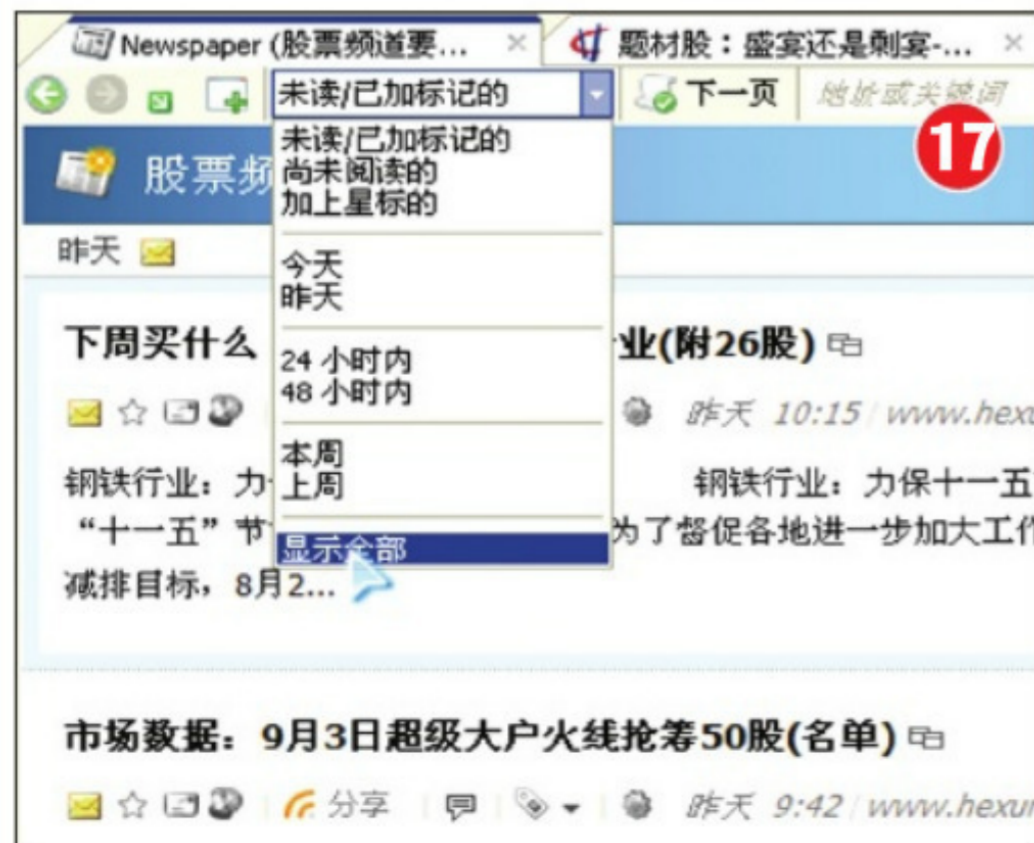 Newspaper (股票频道要...
题材股：盛宴还是剩宴-...
未读/已加标记的
下一页
地址或关键词
17
未读/已加标记的
尚未阅读的
加上星标的
今天
昨天
24 小时内
48 小时内
本周
上周
显示全部
股票频
昨天
下周买什么
业(附26股)
昨天 10:15
www.hexu
钢铁行业：力
钢铁行业：力保十一五
“十一五”节
为了督促各地进一步加大工作
减排目标，8月2...
市场数据：9月3日超级大户火线抢筹50股(名单)
分享
昨天 9:42
www.hexun